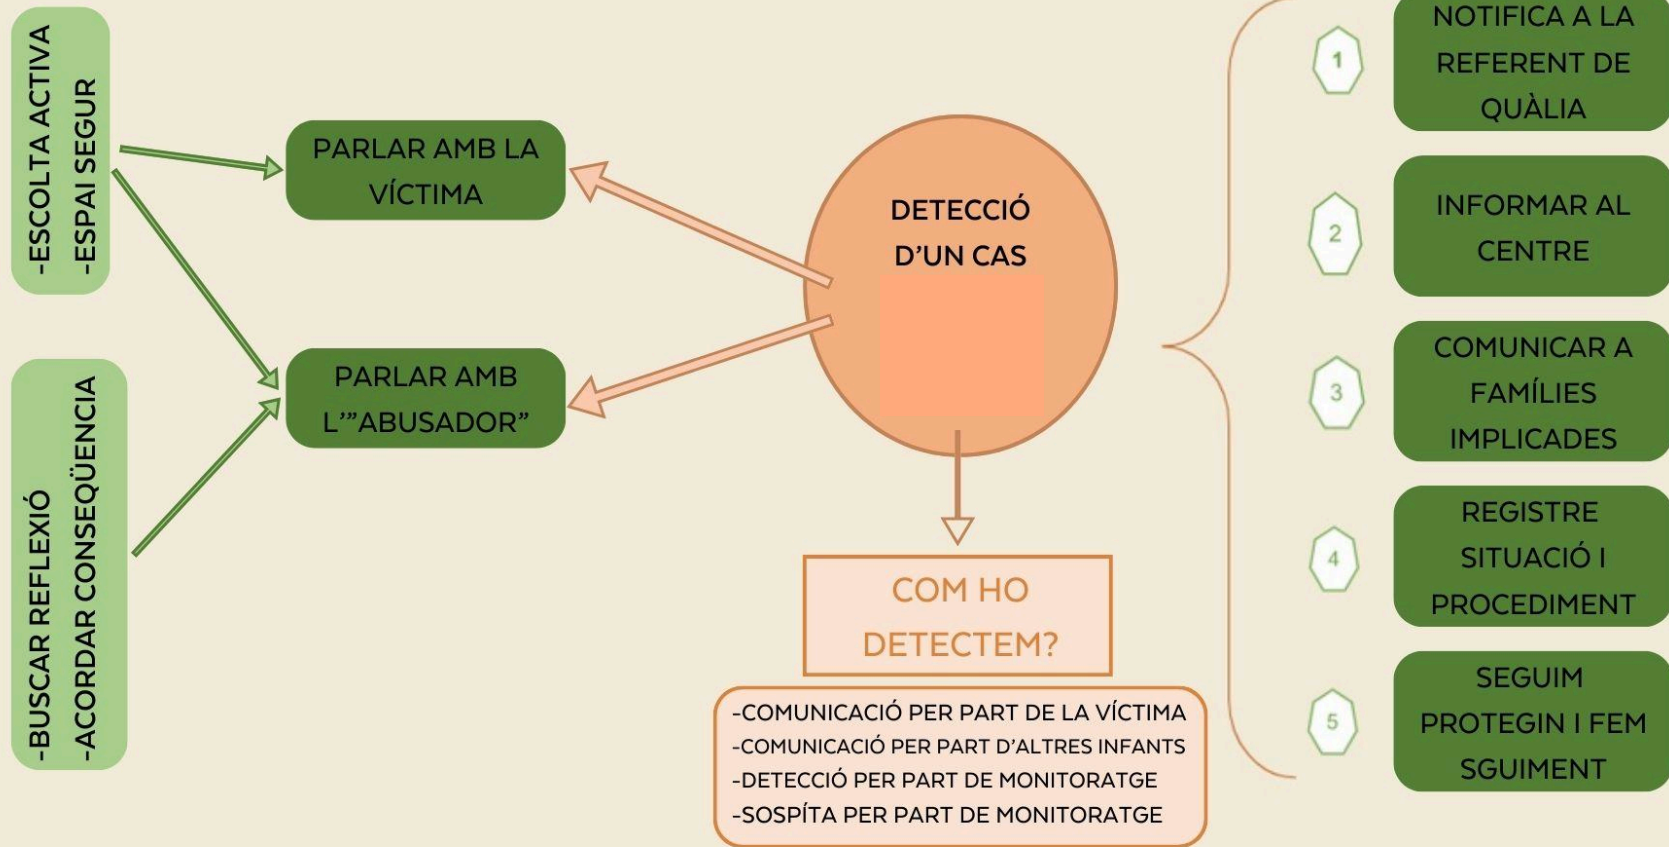 -ESCOLTA ACTIVA
-ESPAI SEGUR
-BUSCAR REFLEXIÓ
-ACORDAR CONSEQÜENCIA
PARLAR AMB LA
VÍCTIMA
PARLAR AMB
L'"ABUSADOR"
DETECCIÓ
D'UN CAS
COM HO
DETECTEM?
-COMUNICACIÓ PER PART DE LA VÍCTIMA
-COMUNICACIÓ PER PART D'ALTRES INFANTS
-DETECCIÓ PER PART DE MONITORATGE
-SOSPÍTA PER PART DE MONITORATGE
1
NOTIFICA A LA
REFERENT DE
QUÀLIA
2
INFORMAR AL
CENTRE
3
COMUNICAR A
FAMÍLIES
IMPLICADES
4
REGISTRE
SITUACIÓ I
PROCEDIMENT
5
SEGUIM
PROTEGIN I FEM
SGUIMENT